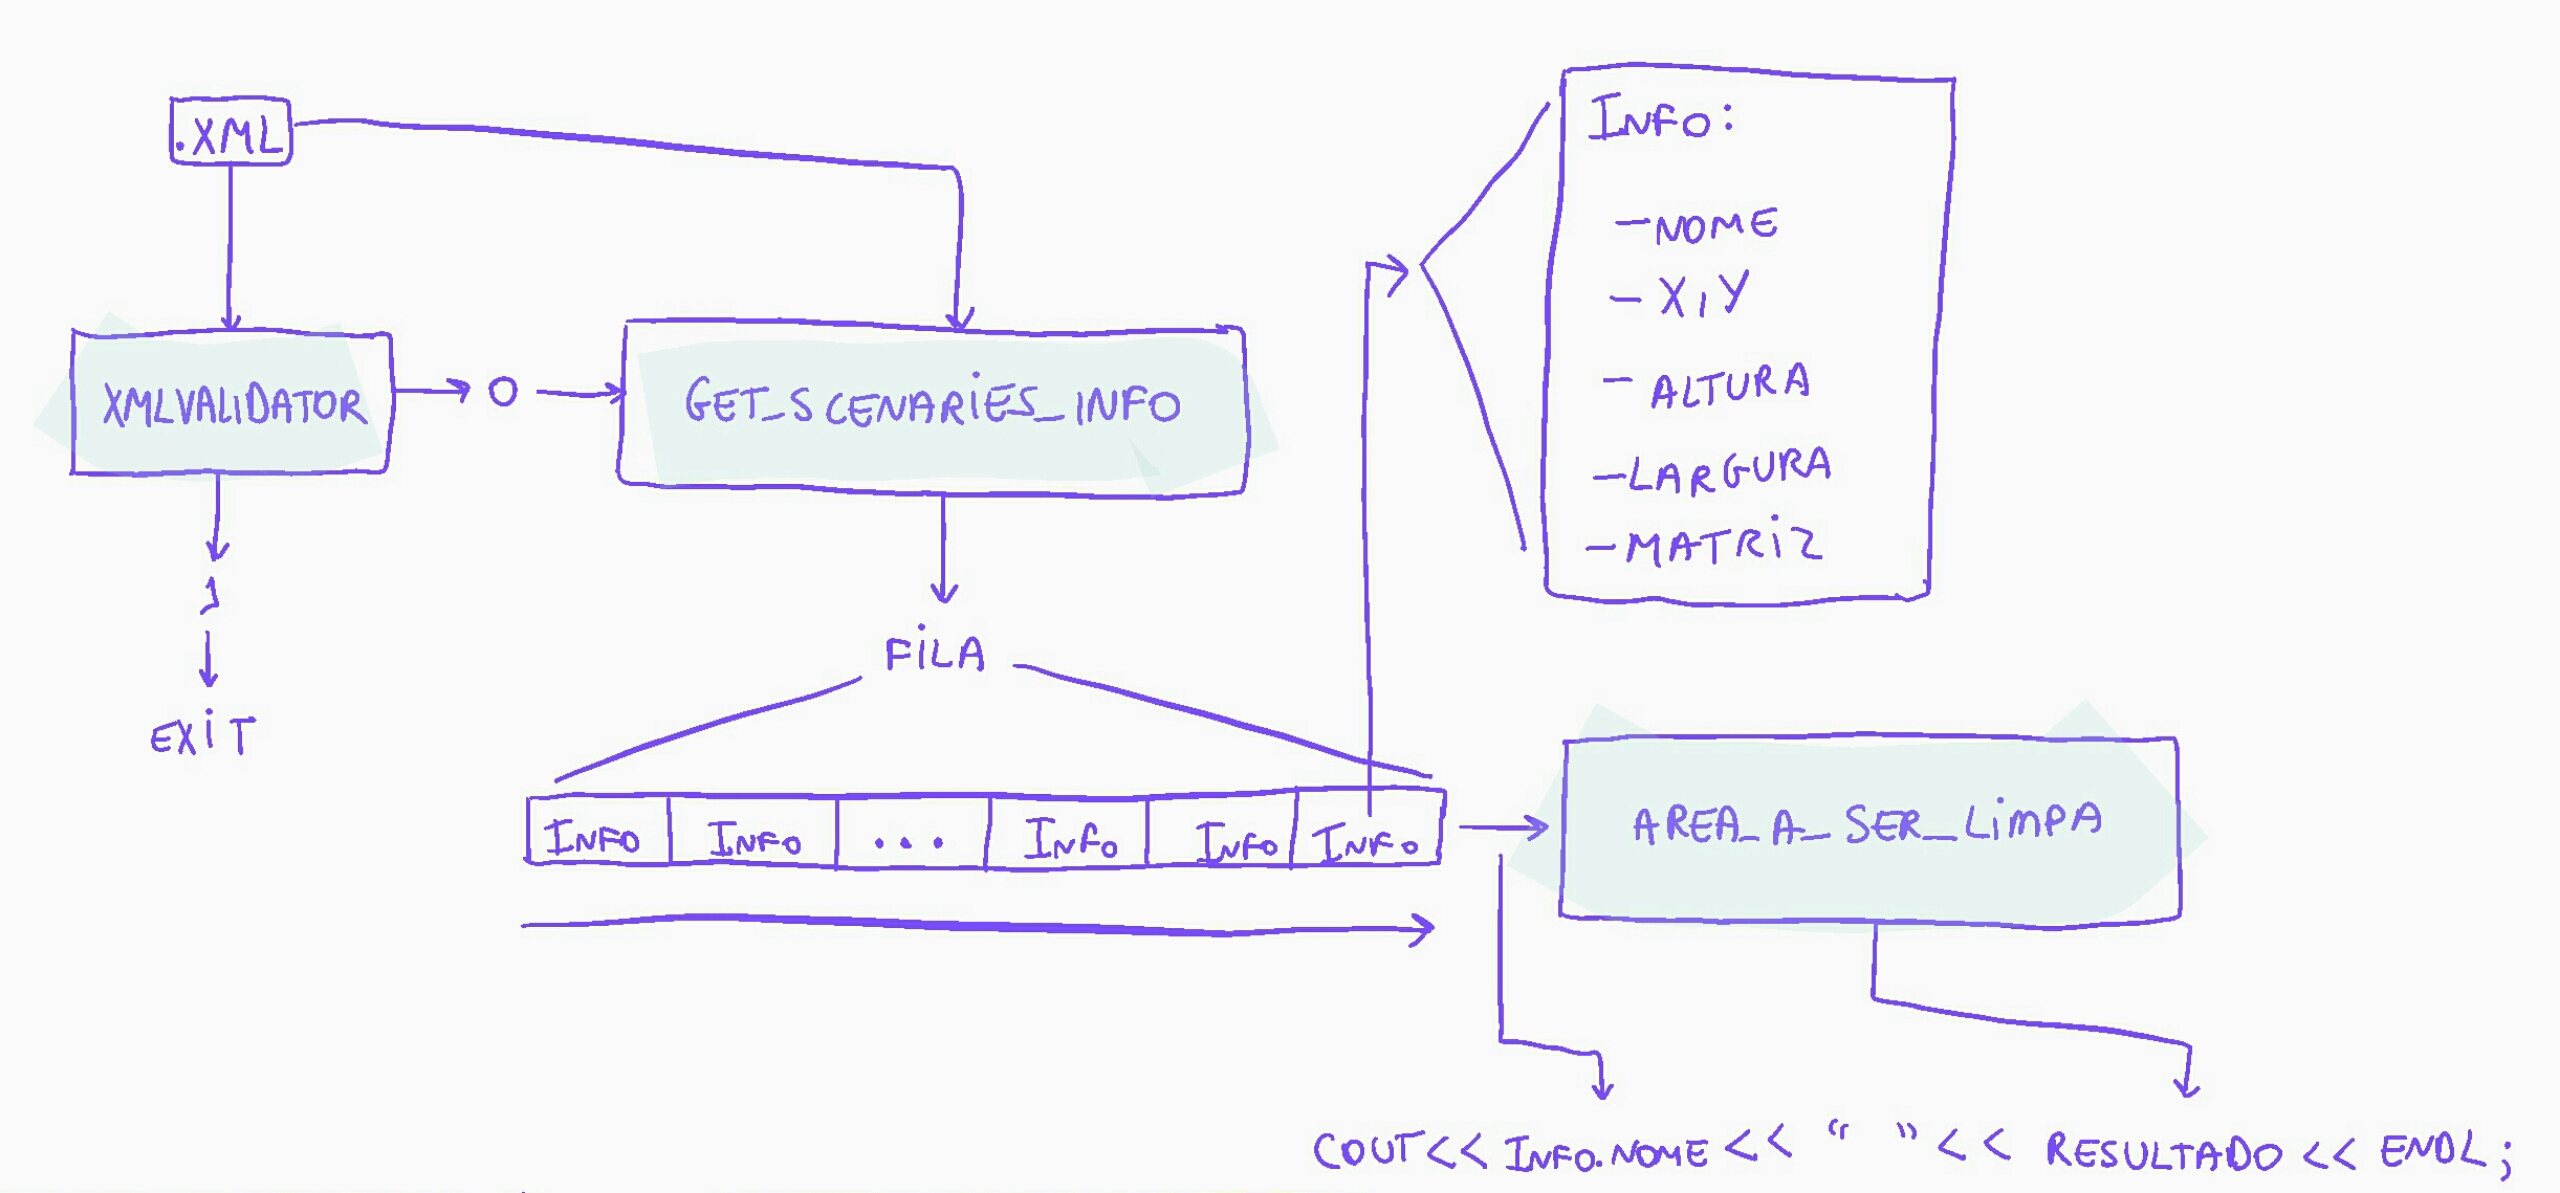 .XML
INFO:
-NOME
- X,Y
- ALTURA
-LARGURA
-MATRIZ
XMLVALIDATOR
0
GET_SCENARIES_INFO
1
EXIT
FILA
INFO INFO ... INFO INFO INFO
AREA_A_SER_LIMPA
COUT<< INFO.NOME << “ ” << RESULTADO << ENDL;